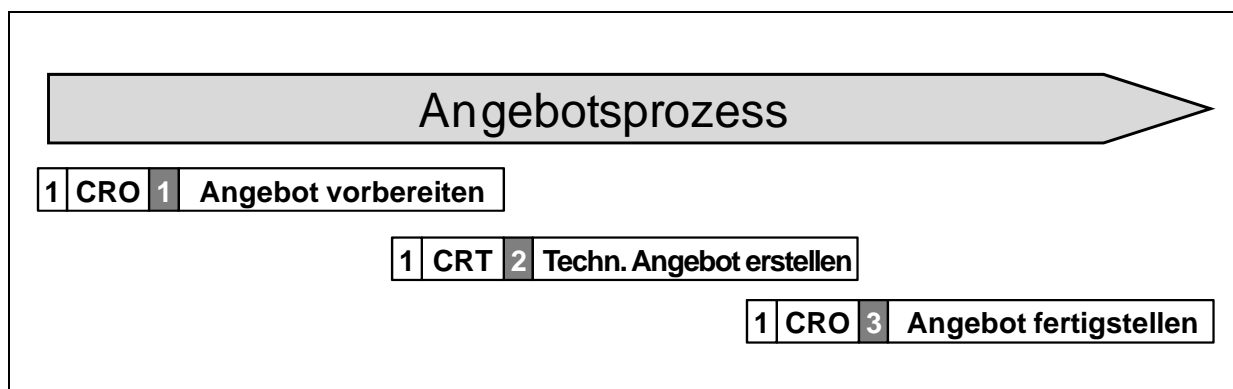 Angebotsprozess
1 CRO 1 Angebot vorbereiten
1 CRT 2 Techn. Angebot erstellen
1 CRO 3 Angebot fertigstellen